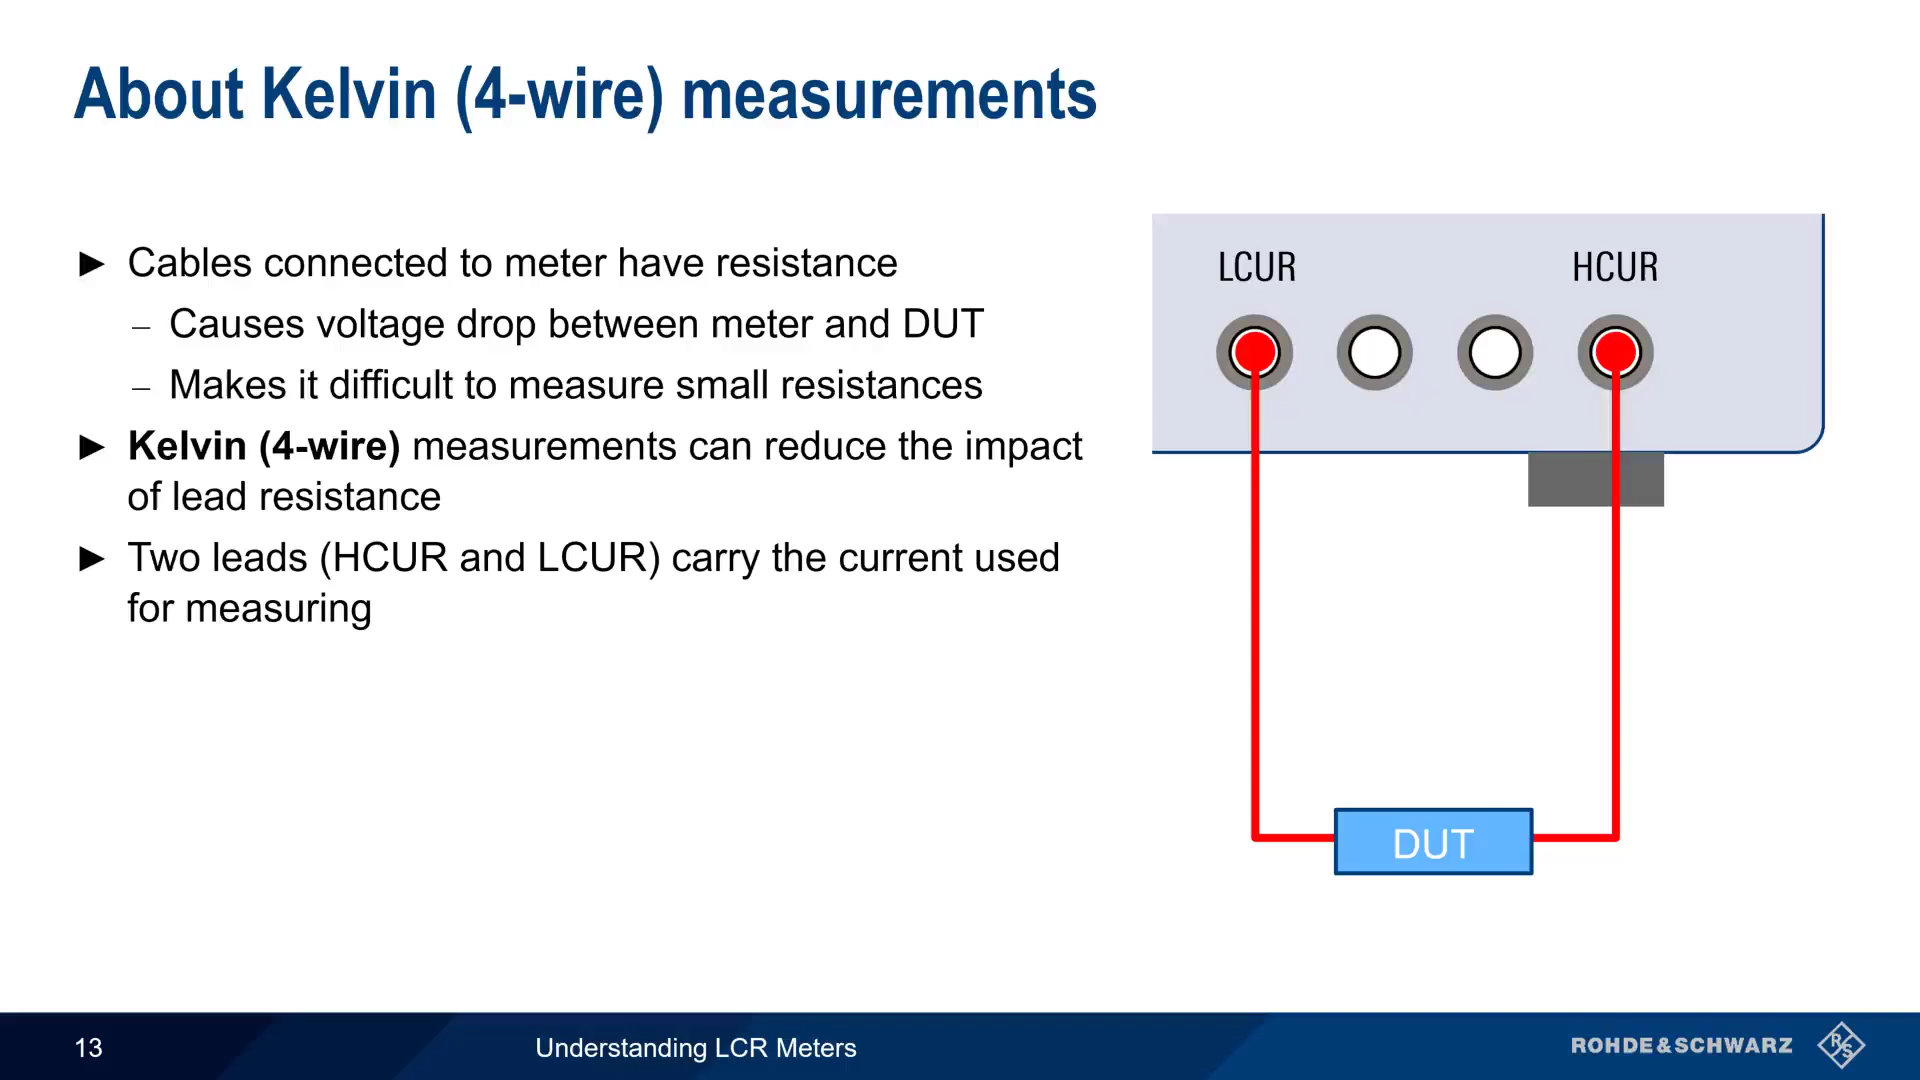 About Kelvin (4-wire) measurements
► Cables connected to meter have resistance
– Causes voltage drop between meter and DUT
– Makes it difficult to measure small resistances
► Kelvin (4-wire) measurements can reduce the impact
of lead resistance
► Two leads (HCUR and LCUR) carry the current used
for measuring
LCUR
HCUR
DUT
13
Understanding LCR Meters
ROHDE&SCHWARZ
RS